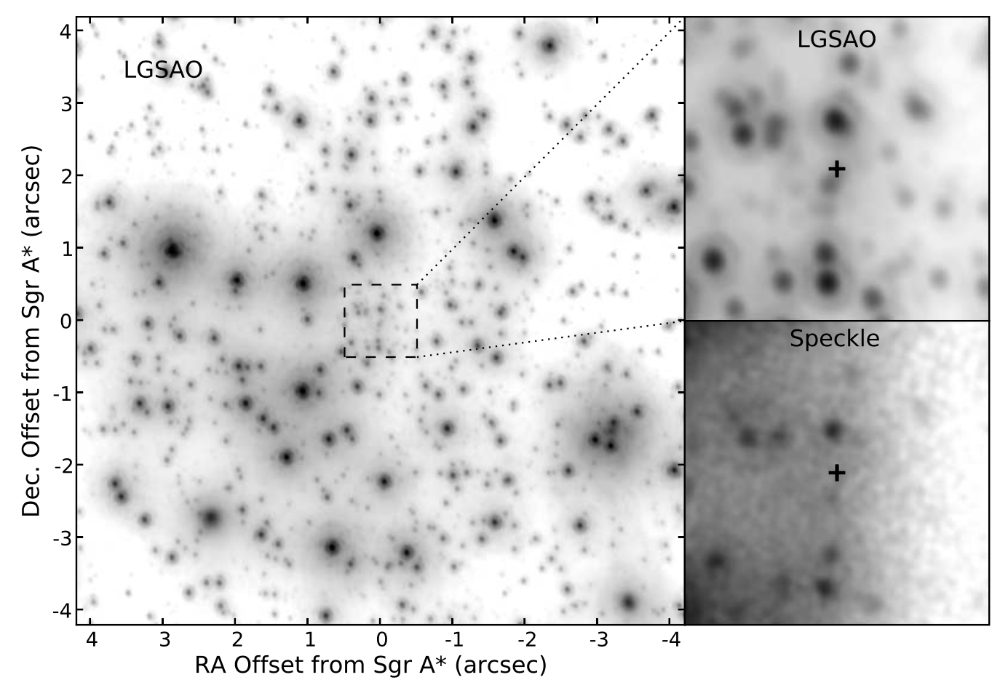 LGSAO
LGSAO
Speckle
4
3
2
1
0
-1
-2
-3
-4
Dec. Offset from Sgr A* (arcsec)
4 3 2 1 0 -1 -2 -3 -4
RA Offset from Sgr A* (arcsec)